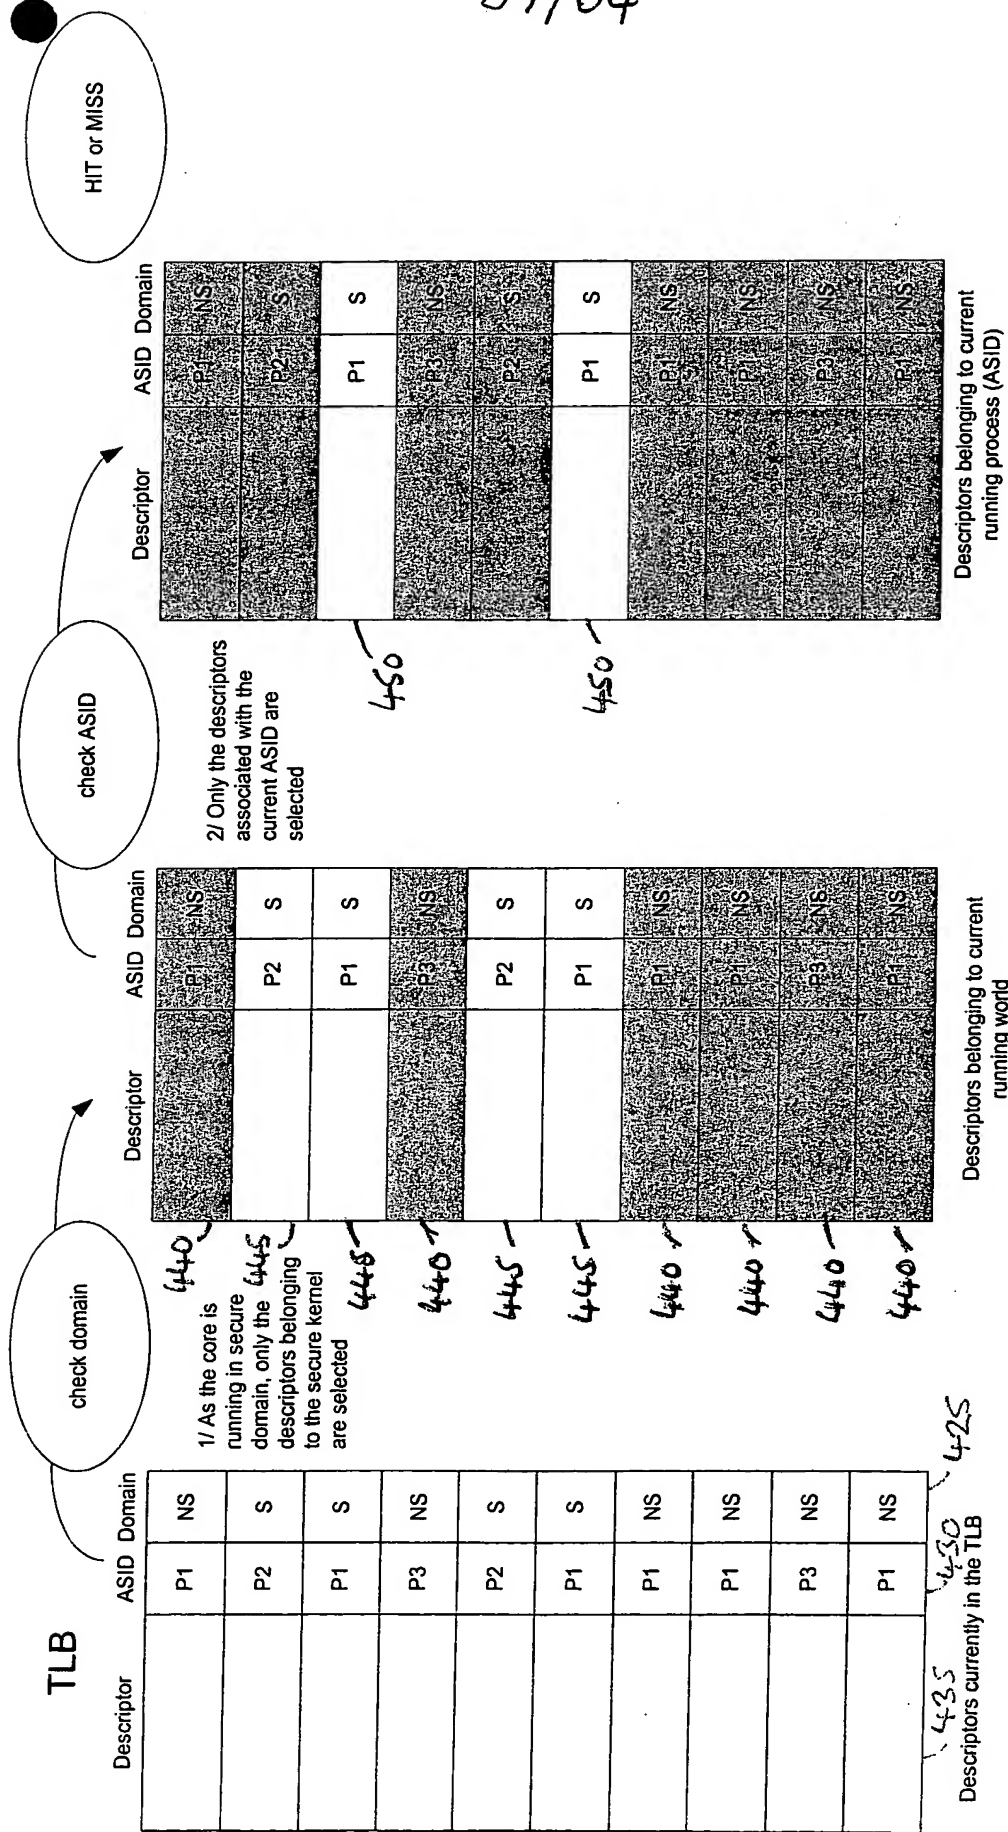 TLB
Descriptor ASID Domain
P1 NS
P2 S
P1 S
P3 NS
P2 S
P1 S
P1 NS
P1 NS
P3 NS
P1 NS
435 430 425
Descriptors currently in the TLB
check domain
1/ As the core is
running in secure
domain, only the
descriptors belonging
to the secure kernel
are selected
Descriptor ASID Domain
440 P1 NS
445 P2 S
445 P1 S
440 P3 NS
445 P2 S
445 P1 S
440 P1 NS
440 P1 NS
440 P3 NS
440 P1 NS
Descriptors belonging to current
running world
check ASID
2/ Only the descriptors
associated with the
current ASID are
selected
Descriptor ASID Domain
P1 NS
P2 S
450 P1 S
P3 NS
P2 S
450 P1 S
P1 NS
P1 NS
P3 NS
P1 NS
Descriptors belonging to current
running process (ASID)
HIT or MISS